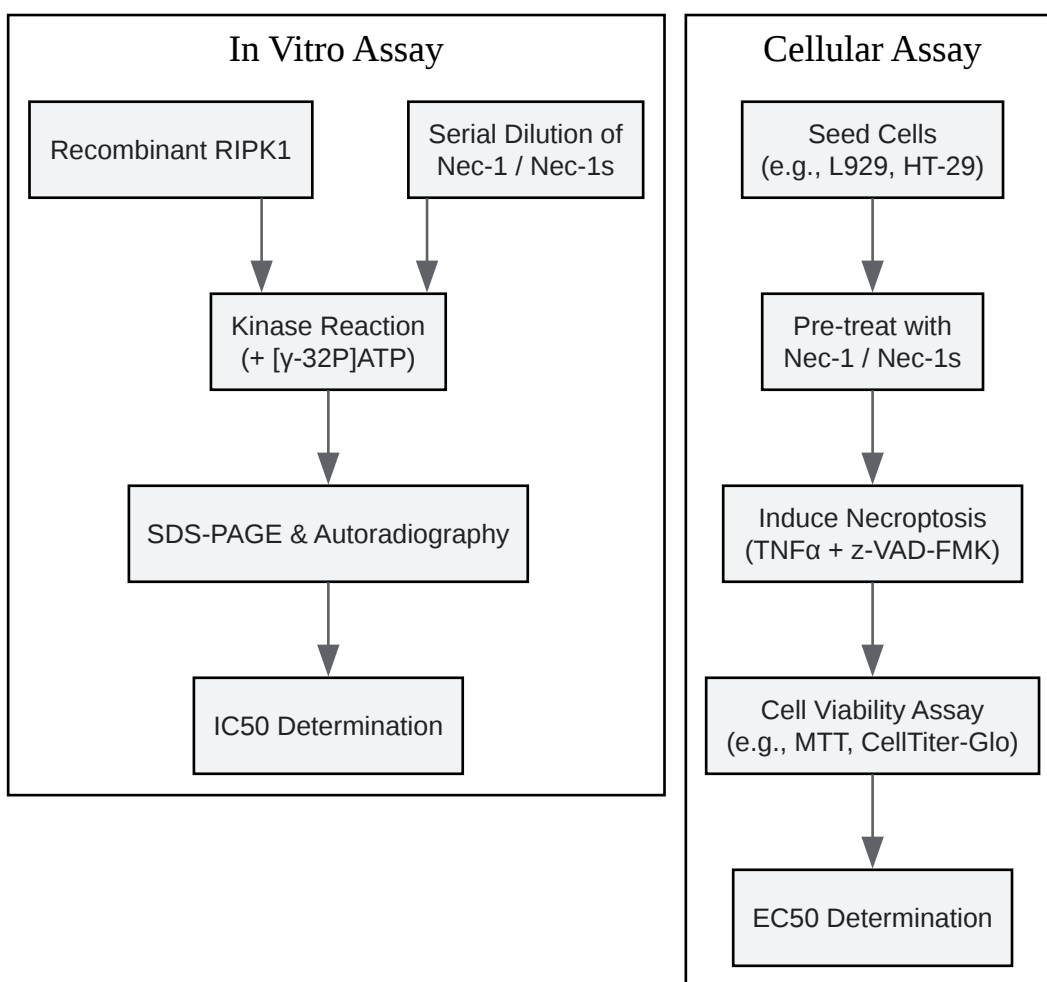 In Vitro Assay
Recombinant RIPK1
Serial Dilution of
Nec-1 / Nec-1s
Kinase Reaction
(+ [γ-32P]ATP)
SDS-PAGE & Autoradiography
IC50 Determination
Cellular Assay
Seed Cells
(e.g., L929, HT-29)
Pre-treat with
Nec-1 / Nec-1s
Induce Necroptosis
(TNFα + z-VAD-FMK)
Cell Viability Assay
(e.g., MTT, CellTiter-Glo)
EC50 Determination